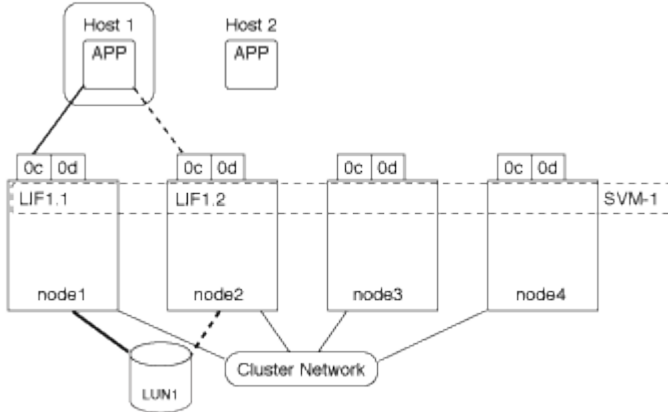 Host 1
Host 2
APP
APP
0c 0d
0c 0d
0c 0d
0c 0d
LIF1.1
LIF1.2
SVM-1
node1
node2
node3
node4
Cluster Network
LUN1